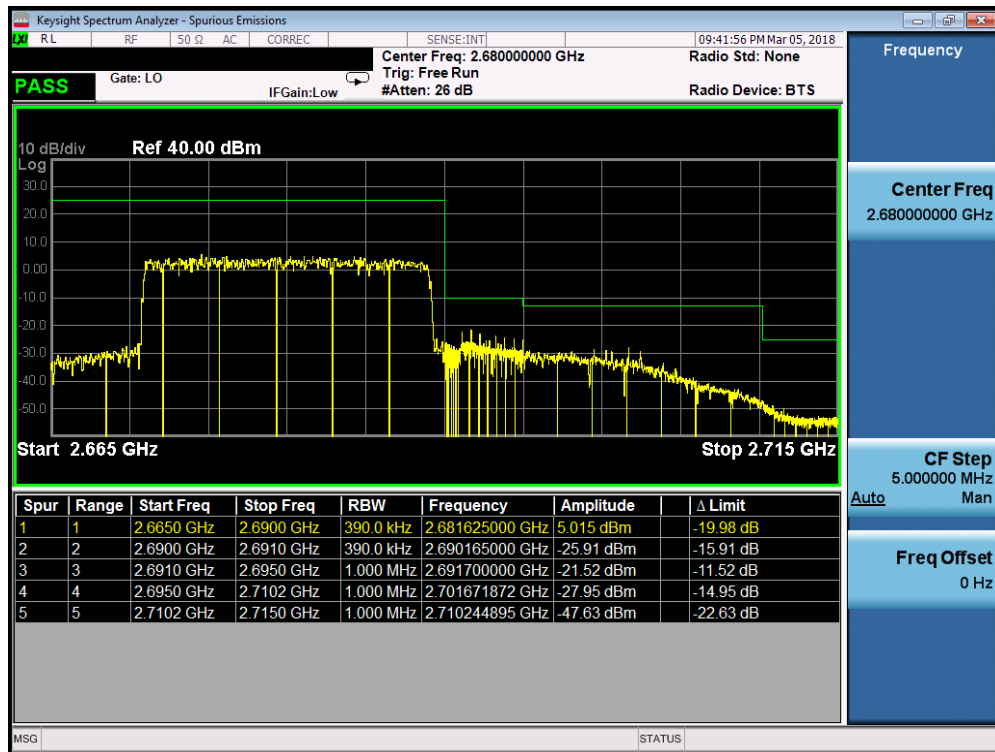 Keysight Spectrum Analyzer - Spurious Emissions
LXI RL RF 50 Ω AC CORREC SENSE:INT 09:41:56 PM Mar 05, 2018
Center Freq: 2.680000000 GHz Radio Std: None
Trig: Free Run
PASS Gate: LO IFGain:Low #Atten: 26 dB Radio Device: BTS
10 dB/div Ref 40.00 dBm
Log
30.0
20.0
10.0
0.00
-10.0
-20.0
-30.0
-40.0
-50.0
Start 2.665 GHz Stop 2.715 GHz
Spur Range Start Freq Stop Freq RBW Frequency Amplitude Δ Limit
1 1 2.6650 GHz 2.6900 GHz 390.0 kHz 2.681625000 GHz 5.015 dBm -19.98 dB
2 2 2.6900 GHz 2.6910 GHz 390.0 kHz 2.690165000 GHz -25.91 dBm -15.91 dB
3 3 2.6910 GHz 2.6950 GHz 1.000 MHz 2.691700000 GHz -21.52 dBm -11.52 dB
4 4 2.6950 GHz 2.7102 GHz 1.000 MHz 2.701671872 GHz -27.95 dBm -14.95 dB
5 5 2.7102 GHz 2.7150 GHz 1.000 MHz 2.710244895 GHz -47.63 dBm -22.63 dB
MSG STATUS
Frequency
Center Freq
2.680000000 GHz
CF Step
5.000000 MHz
Auto Man
Freq Offset
0 Hz